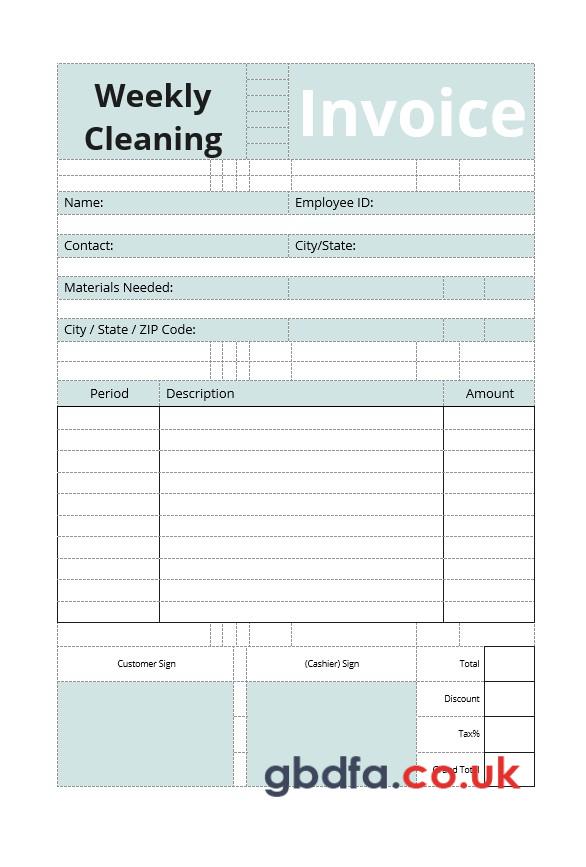 Weekly
Cleaning
Invoice
Name:
Employee ID:
Contact:
City/State:
Materials Needed:
City / State / ZIP Code:
Period Description Amount
Customer Sign (Cashier) Sign Total
Discount
Tax%
Total
gbdfa.co.uk